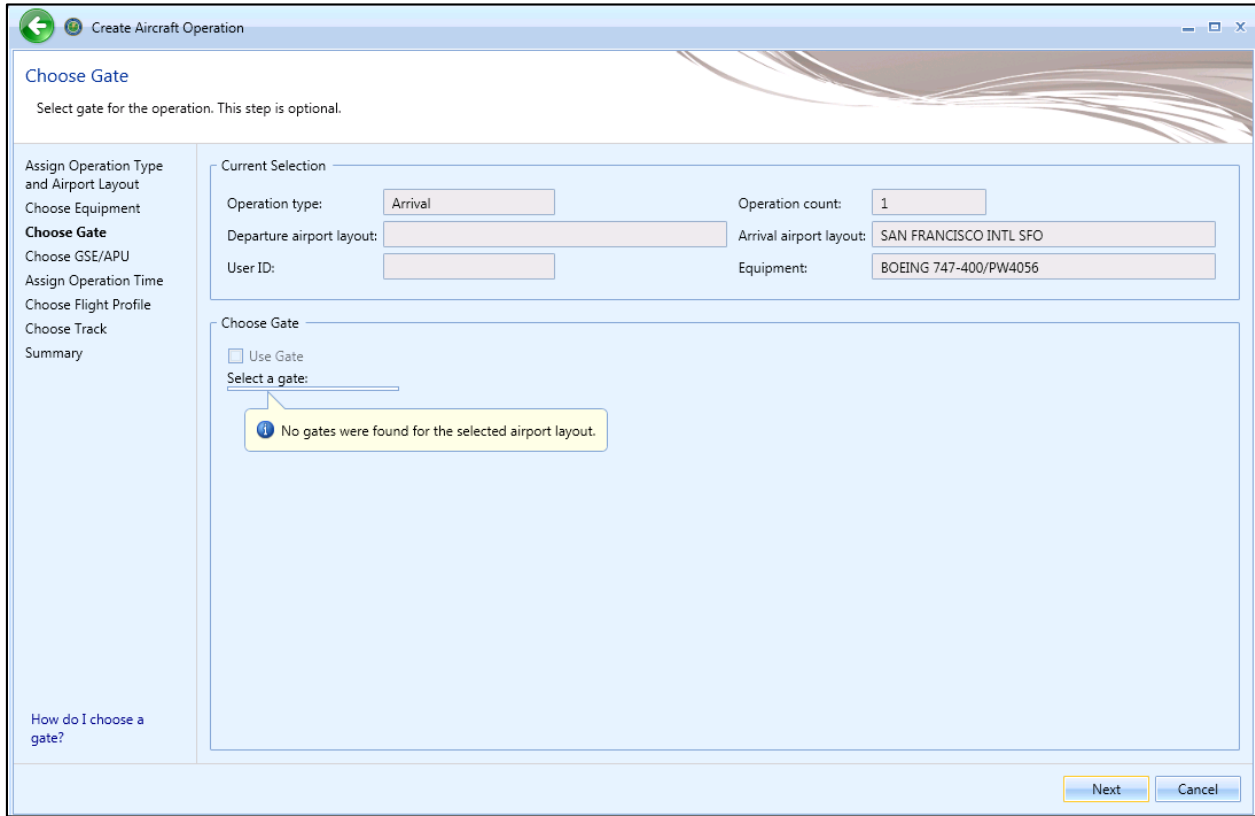 Create Aircraft Operation
Choose Gate
Select gate for the operation. This step is optional.
Assign Operation Type
and Airport Layout
Choose Equipment
Choose Gate
Choose GSE/APU
Assign Operation Time
Choose Flight Profile
Choose Track
Summary
How do I choose a
gate?
Current Selection
Operation type: Arrival Operation count: 1
Departure airport layout: Arrival airport layout: SAN FRANCISCO INTL SFO
User ID: Equipment: BOEING 747-400/PW4056
Choose Gate
Use Gate
Select a gate:
No gates were found for the selected airport layout.
Next Cancel